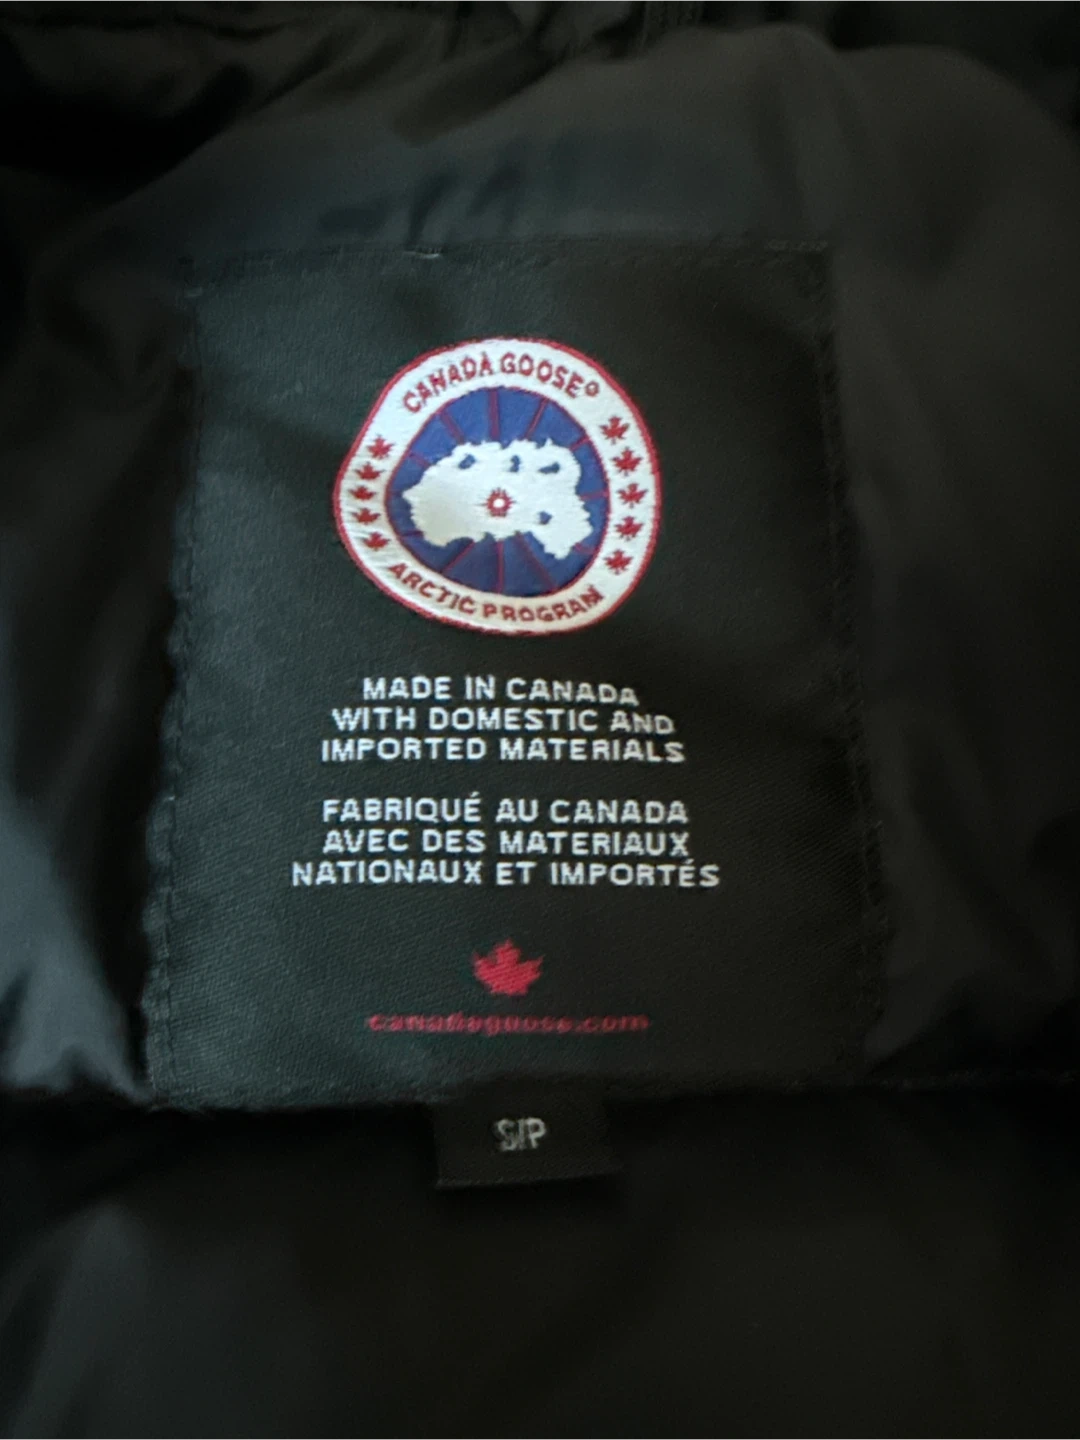 CANADA GOOSE®
ARCTIC PROGRAM
MADE IN CANADA
WITH DOMESTIC AND
IMPORTED MATERIALS
FABRIQUÉ AU CANADA
AVEC DES MATERIAUX
NATIONAUX ET IMPORTÉS
canadagoose.com
S/P